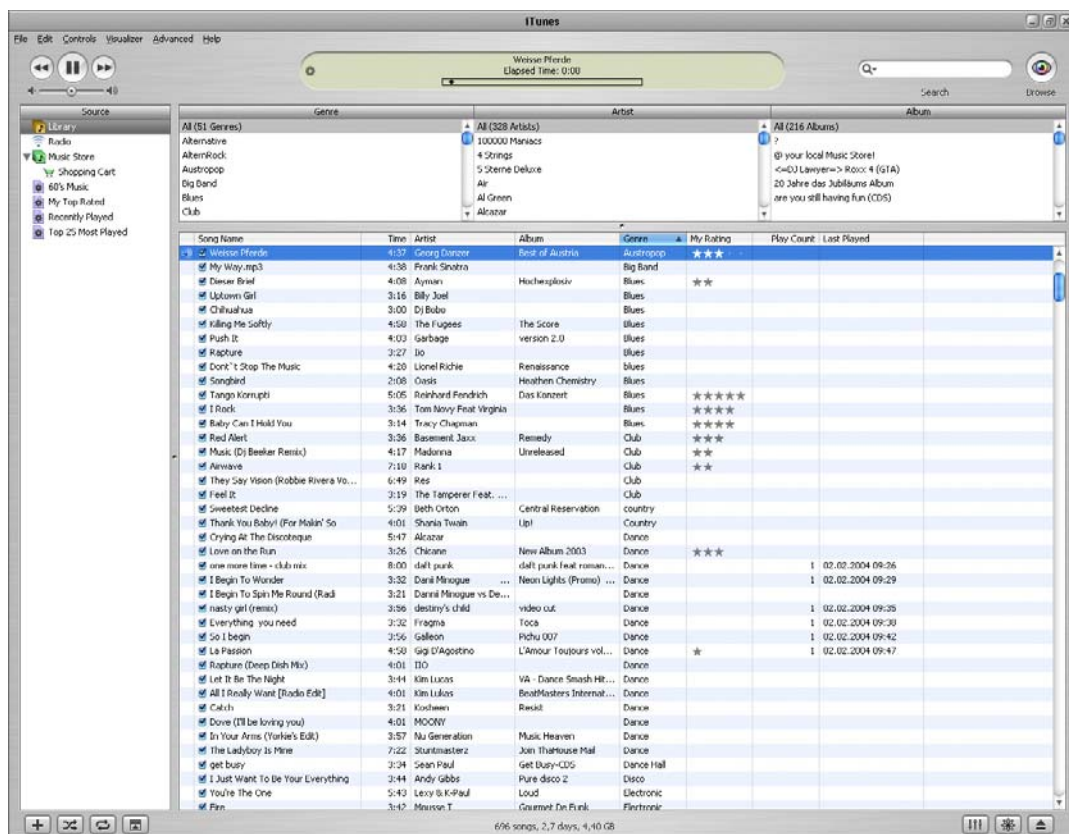 iTunes
File Edit Controls Visualizer Advanced Help
Weisse Pferde
Elapsed Time: 0:00
Search
Browse
Source
Library
Radio
Music Store
Shopping Cart
60's Music
My Top Rated
Recently Played
Top 25 Most Played
Genre Artist Album
All (51 Genres) All (328 Artists) All (216 Albums)
Alternative 100000 Maniacs ?
AlternRock 4 Strings @ your local Music Store!
Austropop 5 Sterne Deluxe <=DJ Lawyer=> Roxx 4 (GTA)
Big Band Air 20 Jahre das Jubiläums Album
Blues Al Green are you still having fun (CDS)
Club Alcazar
Song Name Time Artist Album Genre My Rating Play Count Last Played
Weisse Pferde 4:37 Georg Danzer Best of Austria Austropop
My Way.mp3 4:38 Frank Sinatra Big Band
Dieser Brief 4:08 Ayman Hochexplosiv Blues
Uptown Girl 3:16 Billy Joel Blues
Chihuahua 3:00 Dj Bobo Blues
Killing Me Softly 4:58 The Fugees The Score Blues
Push It 4:03 Garbage version 2.0 Blues
Rapture 3:27 Iio Blues
Dont`t Stop The Music 4:20 Lionel Richie Renaissance blues
Songbird 2:08 Oasis Heathen Chemistry Blues
Tango Korrupti 5:05 Reinhard Fendrich Das Konzert Blues
I Rock 3:36 Tom Novy Feat Virginia Blues
Baby Can I Hold You 3:14 Tracy Chapman Blues
Red Alert 3:36 Basement Jaxx Remedy Club
Music (Dj Beeker Remix) 4:17 Madonna Unreleased Club
Airwave 7:18 Rank 1 Club
They Say Vision (Robbie Rivera Vo... 6:49 Res Club
Feel It 3:19 The Tamperer Feat. ... Club
Sweetest Decline 5:39 Beth Orton Central Reservation country
Thank You Baby! (For Makin' So 4:01 Shania Twain Up! Country
Crying At The Discoteque 5:47 Alcazar Dance
Love on the Run 3:26 Chicane New Album 2003 Dance
one more time - club mix 8:00 daft punk daft punk feat roman... Dance 1 02.02.2004 09:26
I Begin To Wonder 3:32 Danii Minogue ... Neon Lights (Promo) ... Dance 1 02.02.2004 09:29
I Begin To Spin Me Round (Radi 3:21 Danni Minogue vs De... Dance
nasty girl (remix) 3:56 destiny's child video cut Dance 1 02.02.2004 09:35
Everything you need 3:32 Fragma Toca Dance 1 02.02.2004 09:38
So I begin 3:56 Galleon Pichu 007 Dance 1 02.02.2004 09:42
La Passion 4:58 Gigi D'Agostino L'Amour Toujours vol... Dance 1 02.02.2004 09:47
Rapture (Deep Dish Mix) 4:01 IIO Dance
Let It Be The Night 3:44 Kim Lucas VA - Dance Smash Hit... Dance
All I Really Want [Radio Edit] 4:01 Kim Lukas BeatMasters Internat... Dance
Catch 3:21 Kosheen Resist Dance
Dove (I'll be loving you) 4:01 MOONY Dance
In Your Arms (Yorkie's Edit) 3:57 Nu Generation Music Heaven Dance
The Ladyboy Is Mine 7:22 Stuntmasterz Join ThaHouse Mail Dance
get busy 3:34 Sean Paul Get Busy-CDS Dance Hall
I Just Want To Be Your Everything 3:44 Andy Gibbs Pure disco 2 Disco
You're The One 5:43 Lexy & K-Paul Loud Electronic
Fire 3:42 Mousse T. Gourmet De Funk Electronic
696 songs, 2,7 days, 4,40 GB